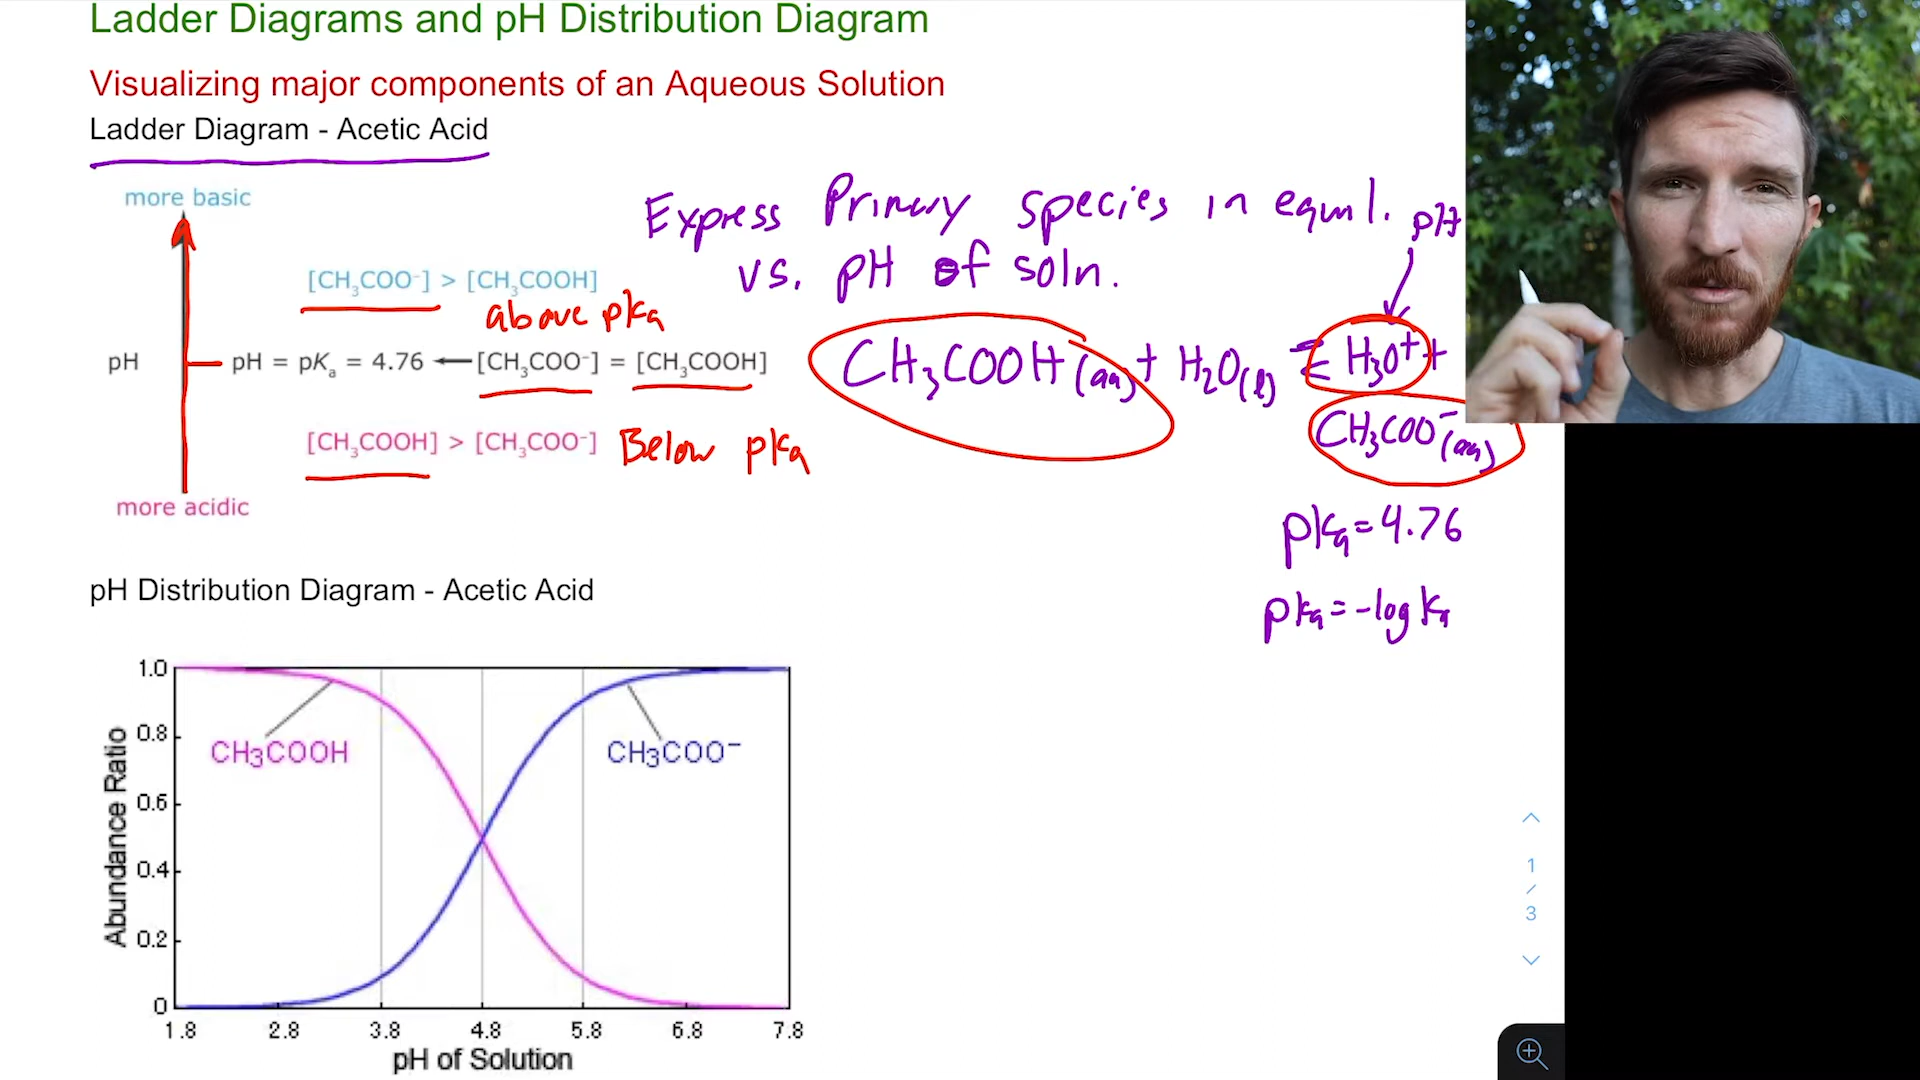 Ladder Diagrams and pH Distribution Diagram
Visualizing major components of an Aqueous Solution
Ladder Diagram - Acetic Acid
more basic
Express Primary species in equil.
vs. pH of soln.
pH
[CH₃COO⁻] > [CH₃COOH]
above pKa
pH
pH = pKₐ = 4.76 ← [CH₃COO⁻] = [CH₃COOH]
CH₃COOH(aq) + H₂O(l) ⇌ H₃O⁺ +
CH₃COO⁻(aq)
[CH₃COOH] > [CH₃COO⁻]
Below pKa
more acidic
pKa = 4.76
pKa = -log Ka
pH Distribution Diagram - Acetic Acid
1.0
0.8
0.6
0.4
0.2
0
Abundance Ratio
CH₃COOH
CH₃COO⁻
1.8 2.8 3.8 4.8 5.8 6.8 7.8
pH of Solution
1
/
3